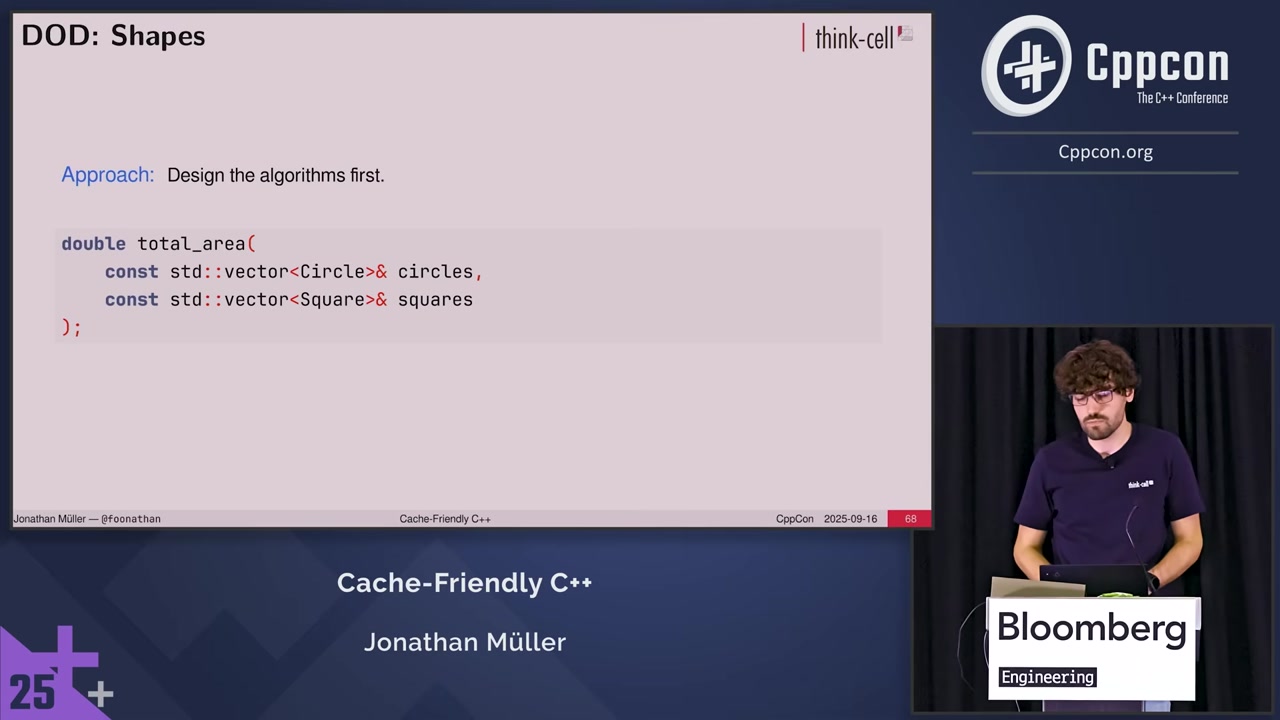 DOD: Shapes
think-cell
Approach: Design the algorithms first.
double total_area(
    const std::vector<Circle>& circles,
    const std::vector<Square>& squares
);
Jonathan Müller — @foonathan
Cache-Friendly C++
CppCon 2025-09-16
68
Cppcon
The C++ Conference
Cppcon.org
think-cell
Bloomberg
Engineering
Cache-Friendly C++
Jonathan Müller
25